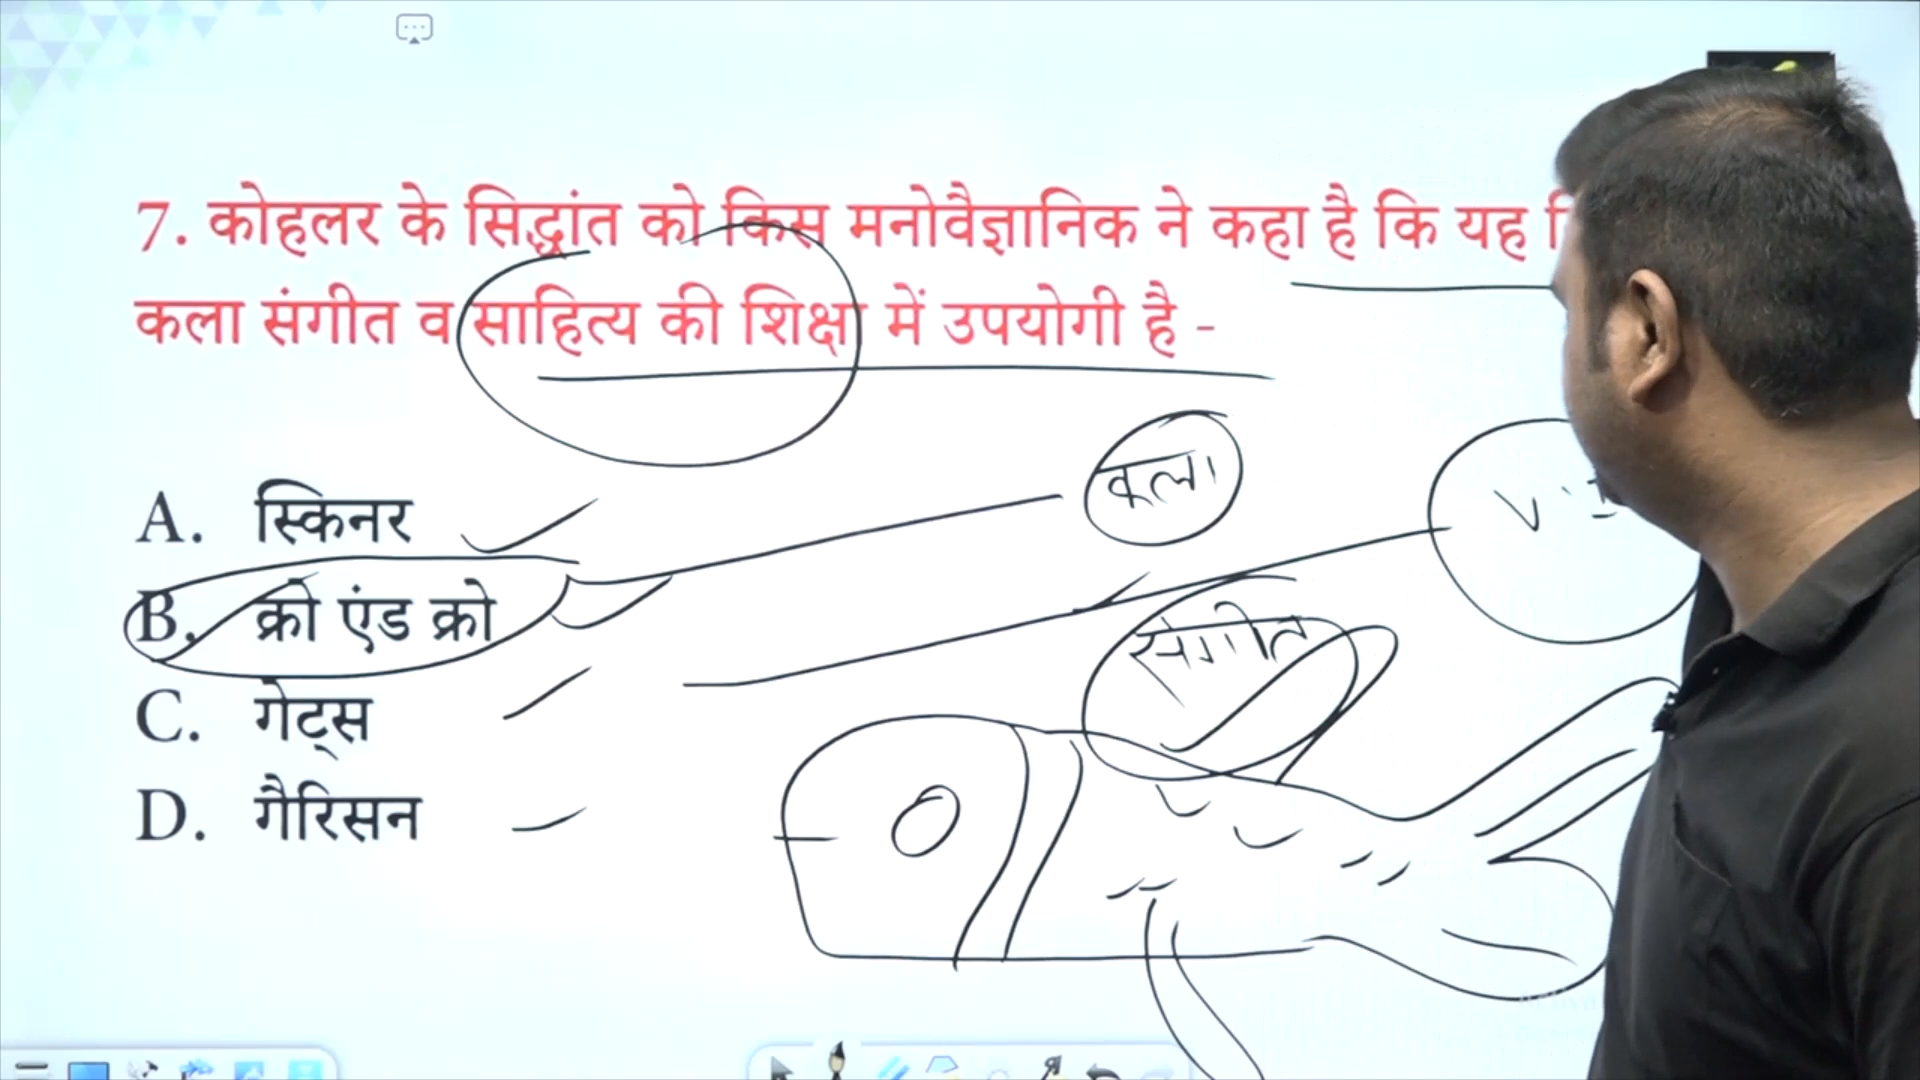 7. कोहलर के सिद्धांत को किस मनोवैज्ञानिक ने कहा है कि यह
कला संगीत व साहित्य की शिक्षा में उपयोगी है -
A. स्किनर
B. क्रो एंड क्रो
C. गेट्स
D. गैरिसन
कला
संगीत